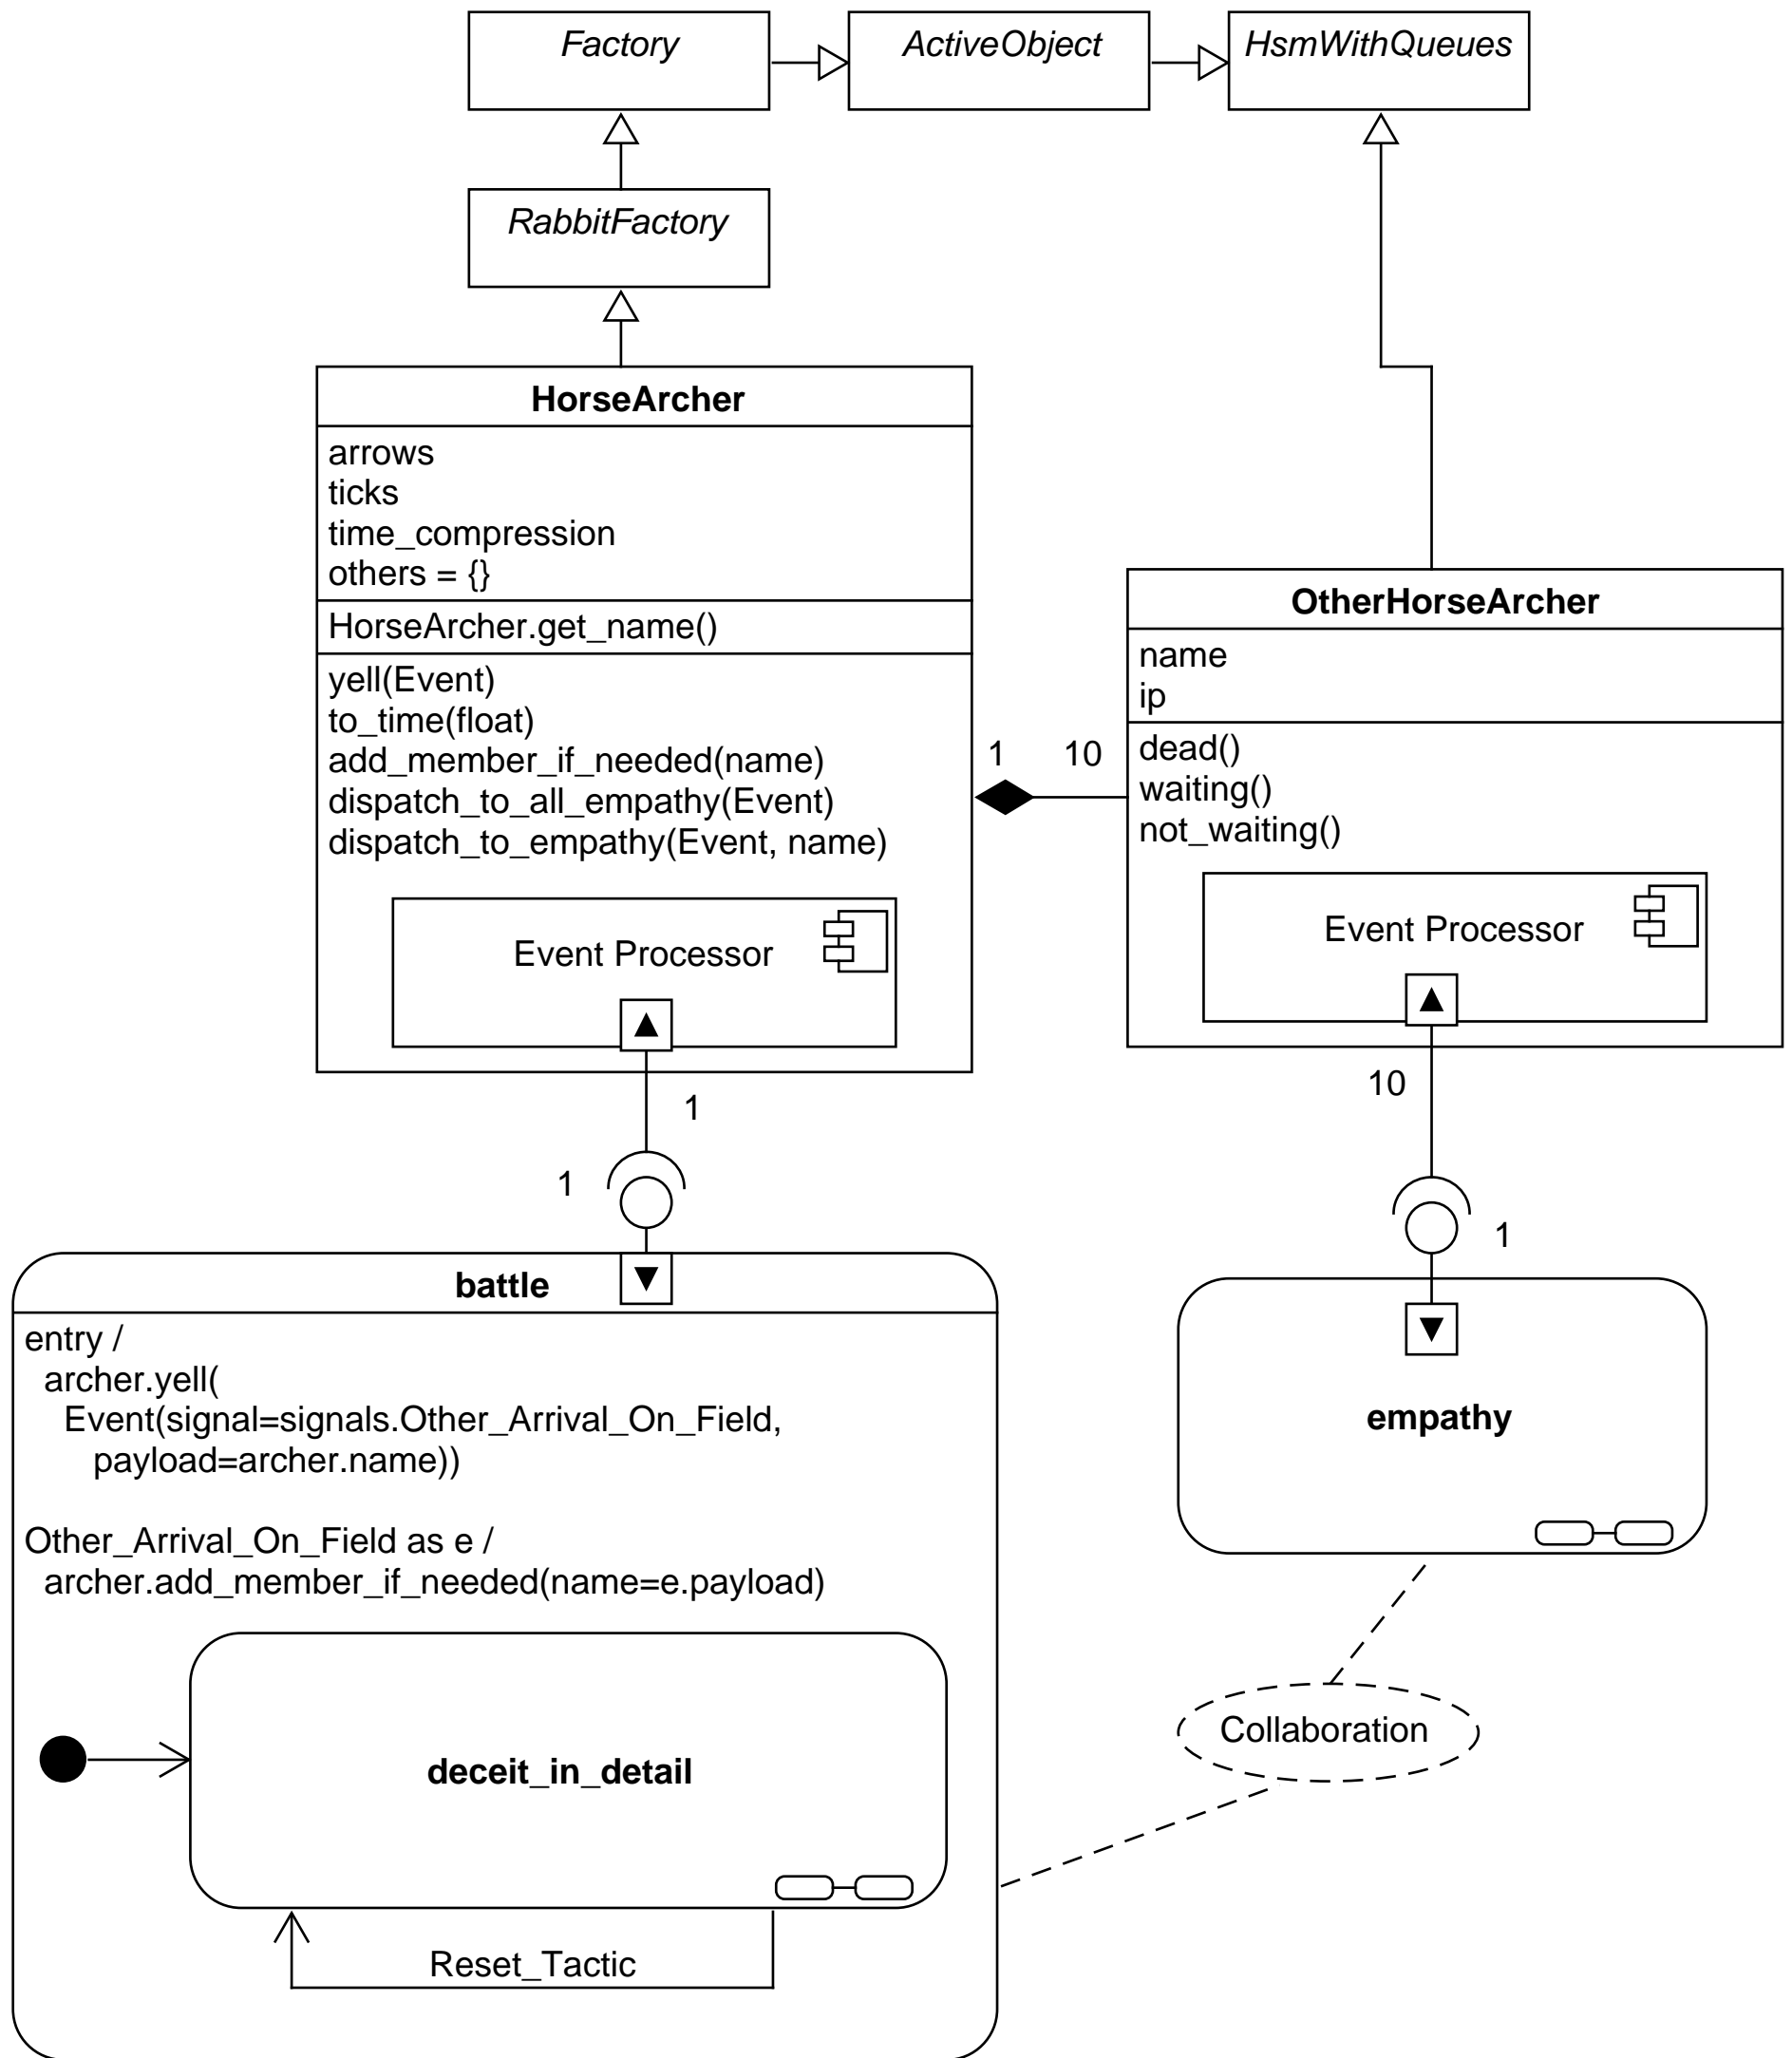 Factory
ActiveObject
HsmWithQueues
RabbitFactory
HorseArcher
arrows
ticks
time_compression
others = {}
HorseArcher.get_name()
yell(Event)
to_time(float)
add_member_if_needed(name)
dispatch_to_all_empathy(Event)
dispatch_to_empathy(Event, name)
Event Processor
1
10
OtherHorseArcher
name
ip
dead()
waiting()
not_waiting()
Event Processor
1
1
10
1
battle
entry /
archer.yell(
Event(signal=signals.Other_Arrival_On_Field,
payload=archer.name))
Other_Arrival_On_Field as e /
archer.add_member_if_needed(name=e.payload)
deceit_in_detail
Reset_Tactic
empathy
Collaboration